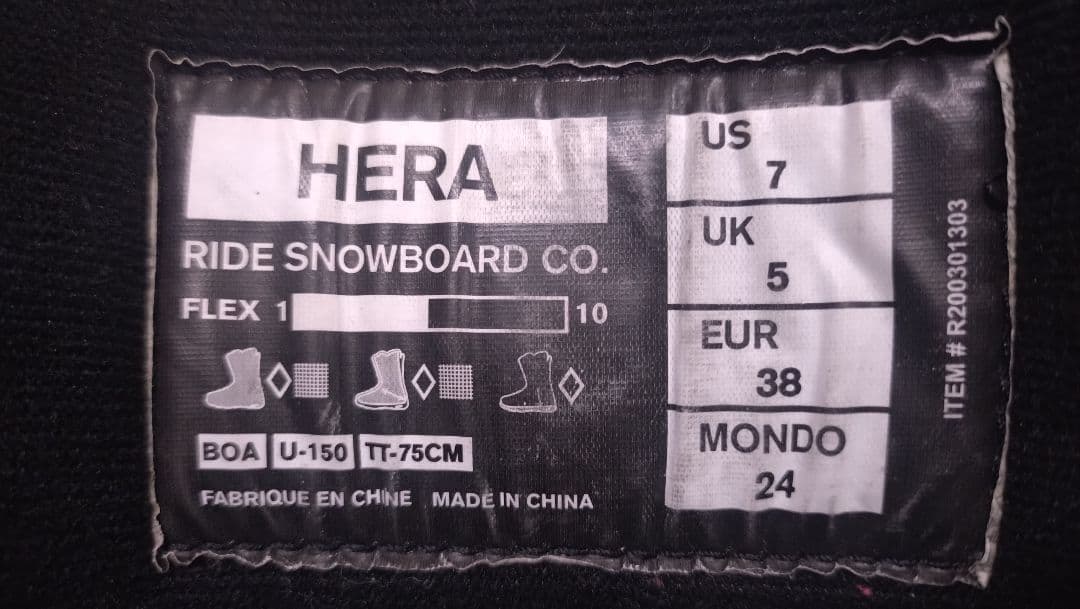 HERA
RIDE SNOWBOARD CO.
FLEX 1 10
BOA U-150 TT-75CM
FABRIQUE EN CHINE MADE IN CHINA
US
7
UK
5
EUR
38
MONDO
24
ITEM # R200301303